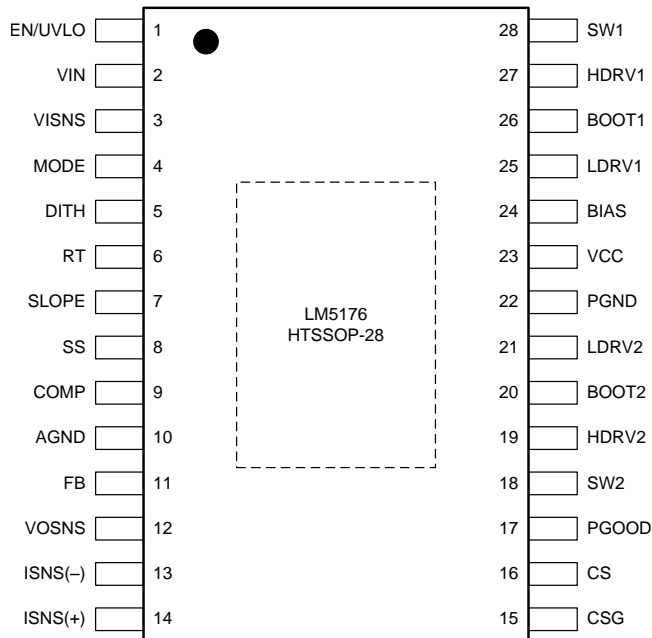 EN/UVLO 1 28 SW1
VIN 2 27 HDRV1
VISNS 3 26 BOOT1
MODE 4 25 LDRV1
DITH 5 24 BIAS
RT 6 23 VCC
SLOPE 7 22 PGND
LM5176
HTSSOP-28
SS 8 21 LDRV2
COMP 9 20 BOOT2
AGND 10 19 HDRV2
FB 11 18 SW2
VOSNS 12 17 PGOOD
ISNS(–) 13 16 CS
ISNS(+) 14 15 CSG